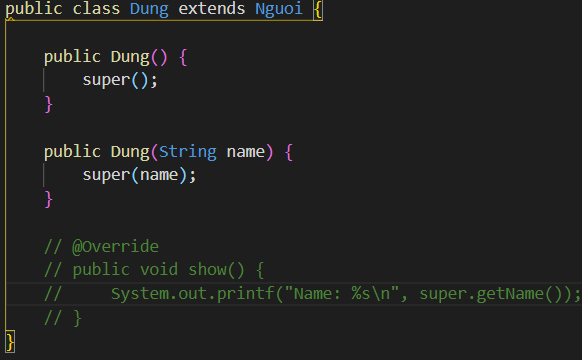 public class Dung extends Nguoi {
public Dung() {
super();
}
public Dung(String name) {
super(name);
}
// @Override
// public void show() {
//     System.out.printf("Name: %s\n", super.getName());
// }
}